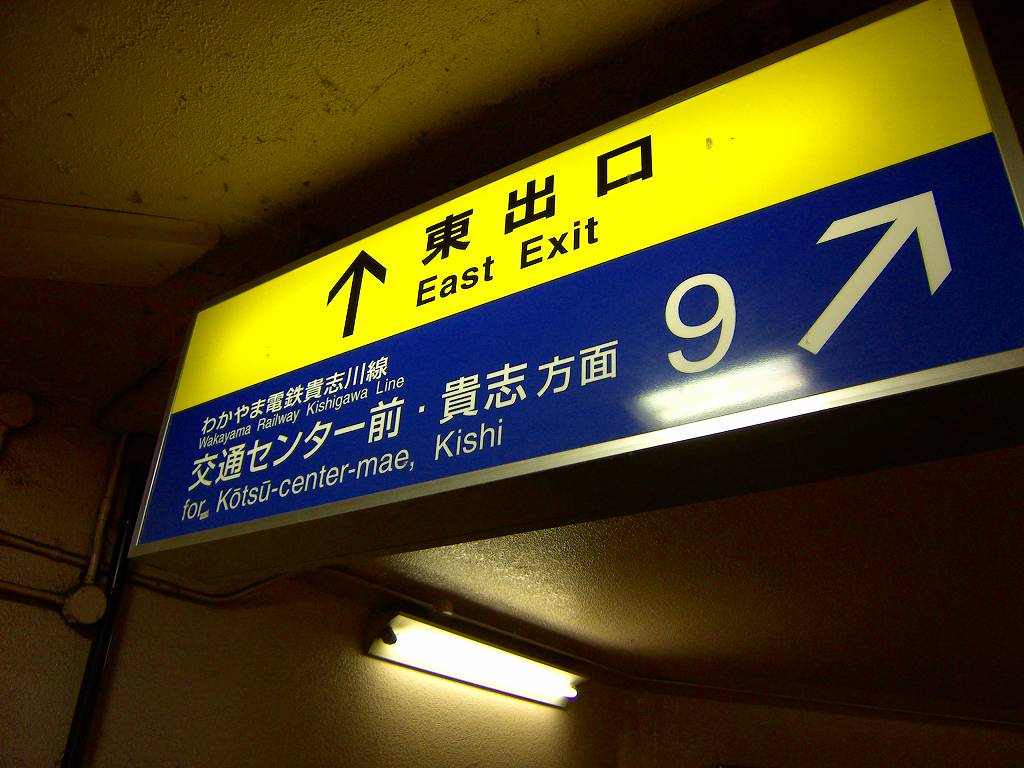 ↑ 東出口
East Exit
わかやま電鉄貴志川線
Wakayama Railway Kishigawa Line
交通センター前・貴志方面 9 ↗
for Kōtsū-center-mae, Kishi